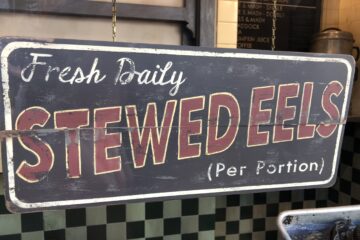 Fresh Daily
STEWED EELS
(Per Portion)